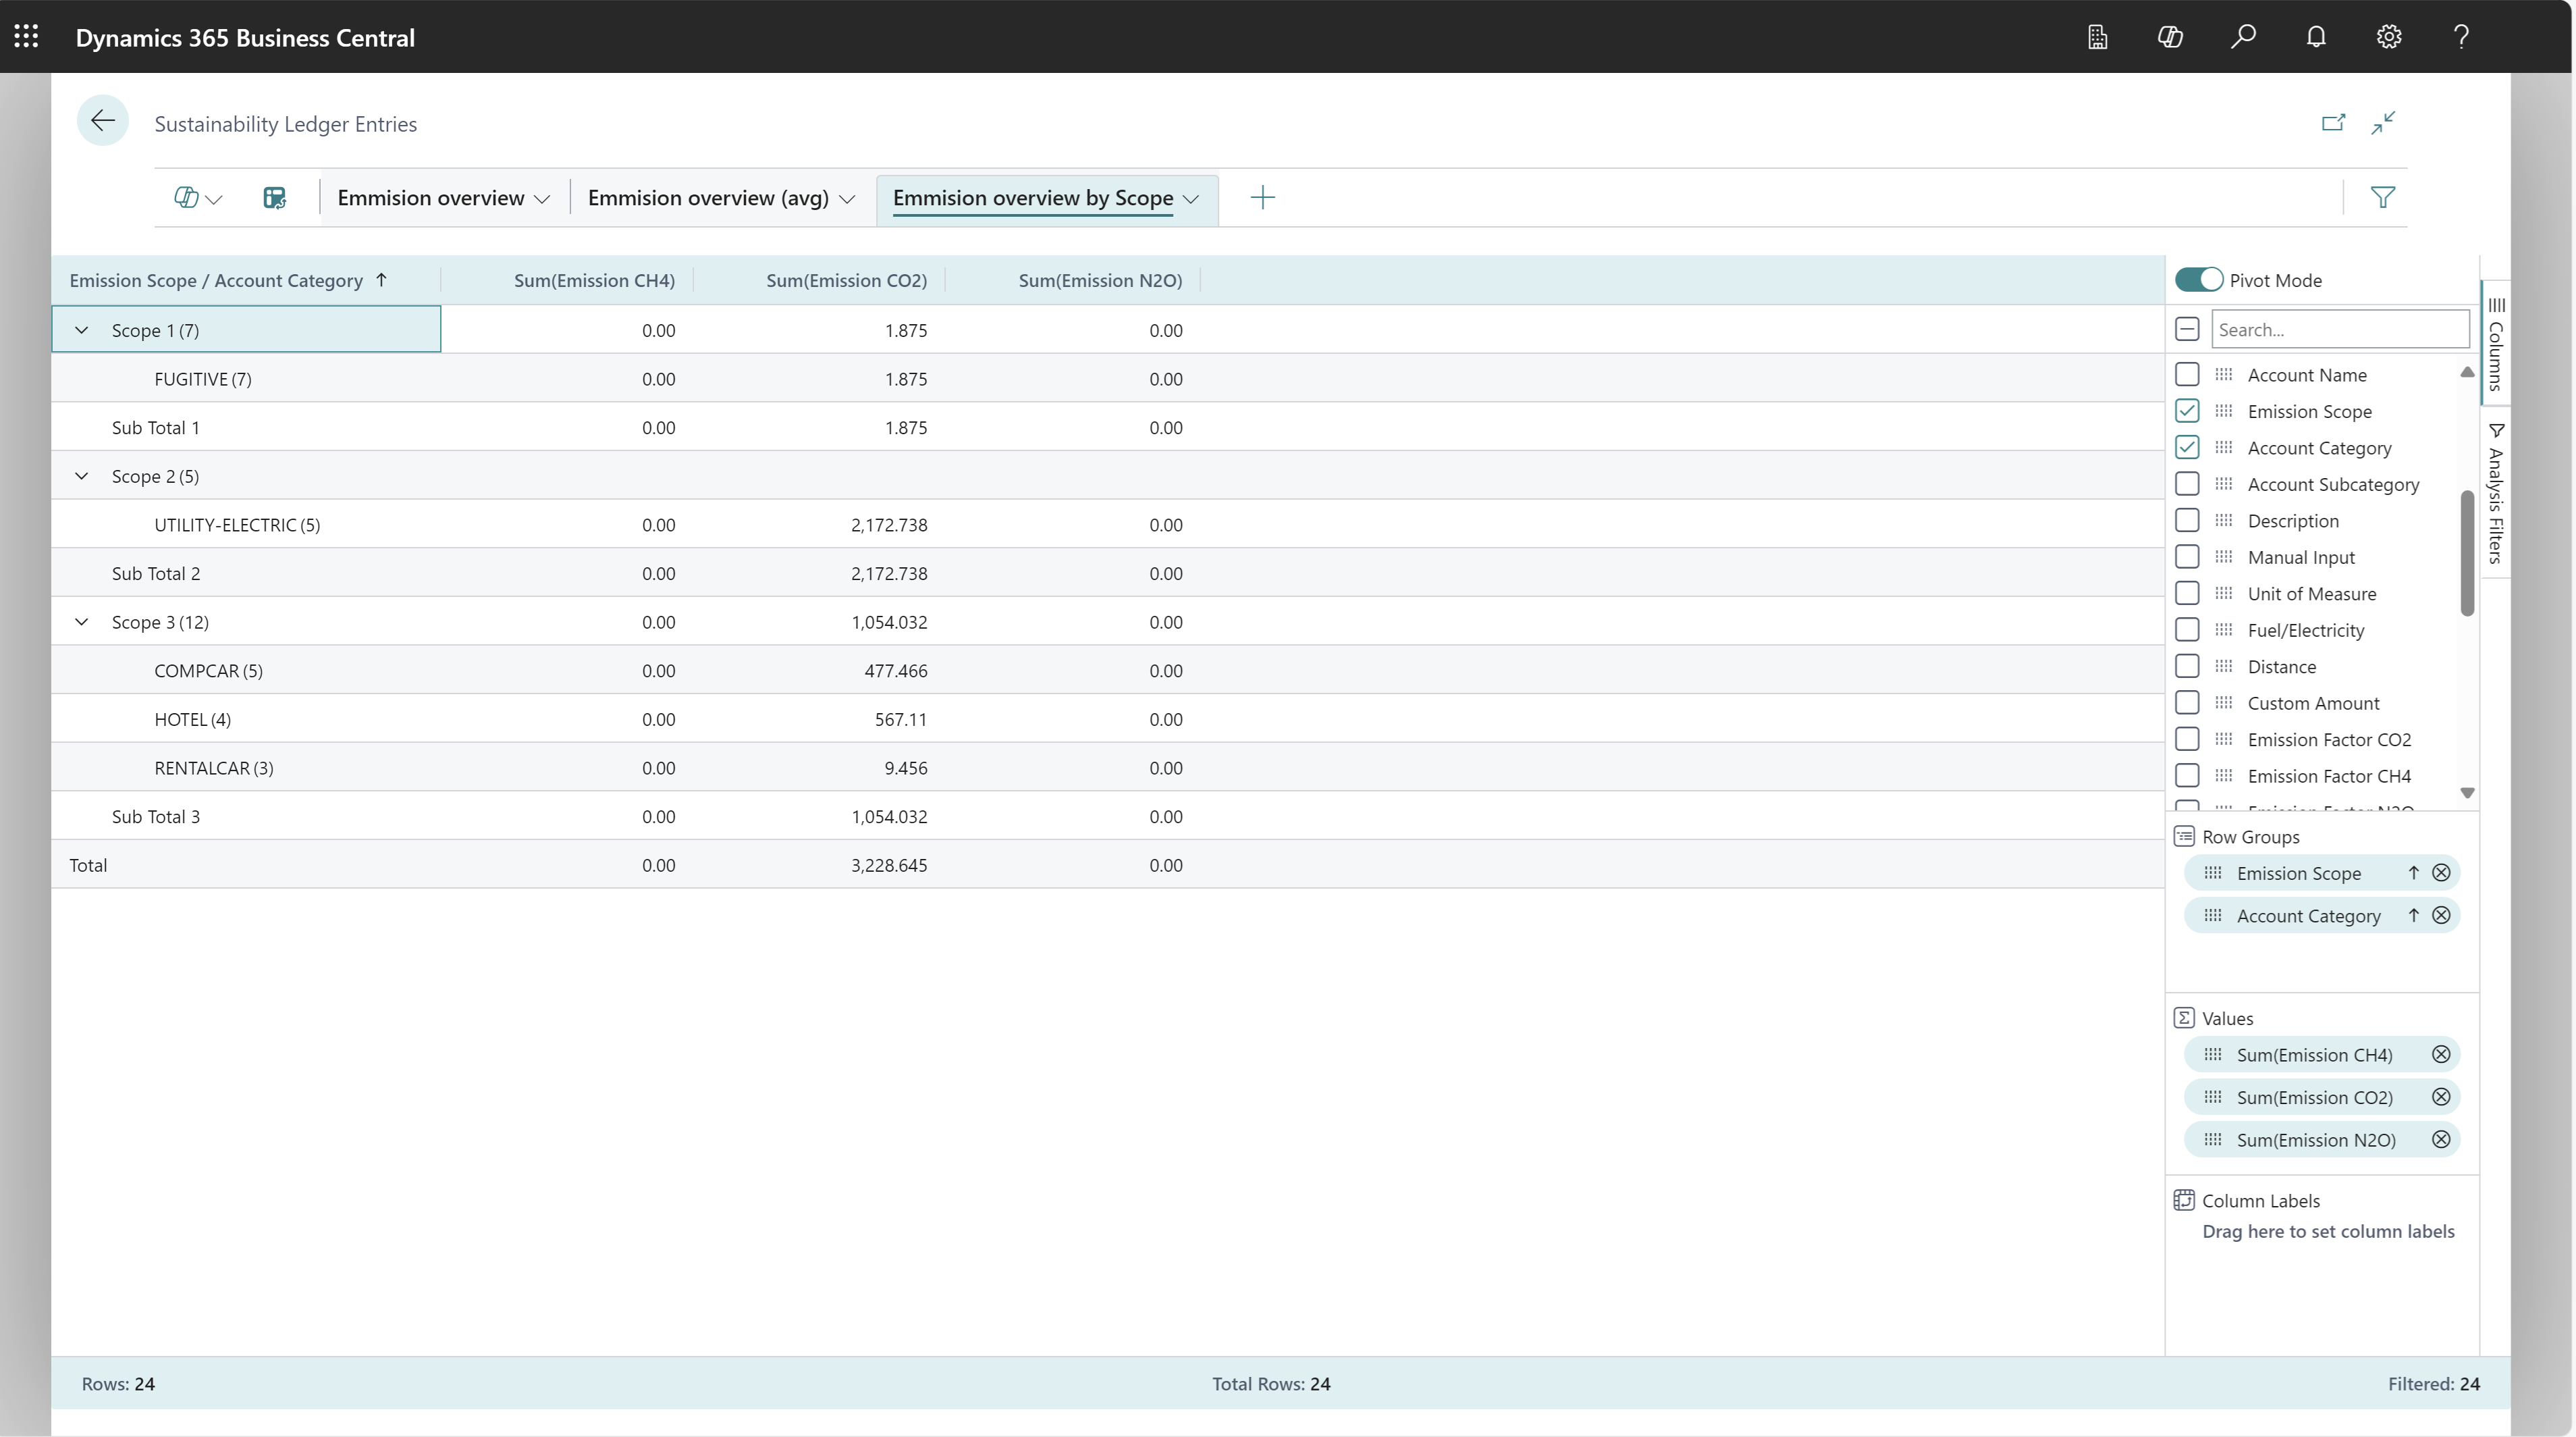 Dynamics 365 Business Central
Sustainability Ledger Entries
Emmision overview
Emmision overview (avg)
Emmision overview by Scope
Emission Scope / Account Category Sum(Emission CH4) Sum(Emission CO2) Sum(Emission N2O)
Scope 1 (7) 0.00 1.875 0.00
FUGITIVE (7) 0.00 1.875 0.00
Sub Total 1 0.00 1.875 0.00
Scope 2 (5)
UTILITY-ELECTRIC (5) 0.00 2,172.738 0.00
Sub Total 2 0.00 2,172.738 0.00
Scope 3 (12) 0.00 1,054.032 0.00
COMPCAR (5) 0.00 477.466 0.00
HOTEL (4) 0.00 567.11 0.00
RENTALCAR (3) 0.00 9.456 0.00
Sub Total 3 0.00 1,054.032 0.00
Total 0.00 3,228.645 0.00
Pivot Mode
Search...
Account Name
Emission Scope
Account Category
Account Subcategory
Description
Manual Input
Unit of Measure
Fuel/Electricity
Distance
Custom Amount
Emission Factor CO2
Emission Factor CH4
Emission Factor N2O
Row Groups
Emission Scope
Account Category
Values
Sum(Emission CH4)
Sum(Emission CO2)
Sum(Emission N2O)
Column Labels
Drag here to set column labels
Columns
Analysis Filters
Rows: 24
Total Rows: 24
Filtered: 24